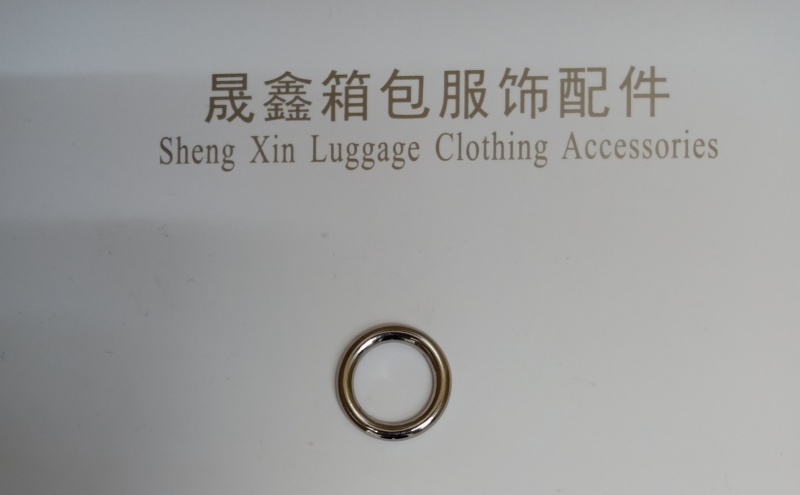 晟鑫箱包服饰配件
Sheng Xin Luggage Clothing Accessories